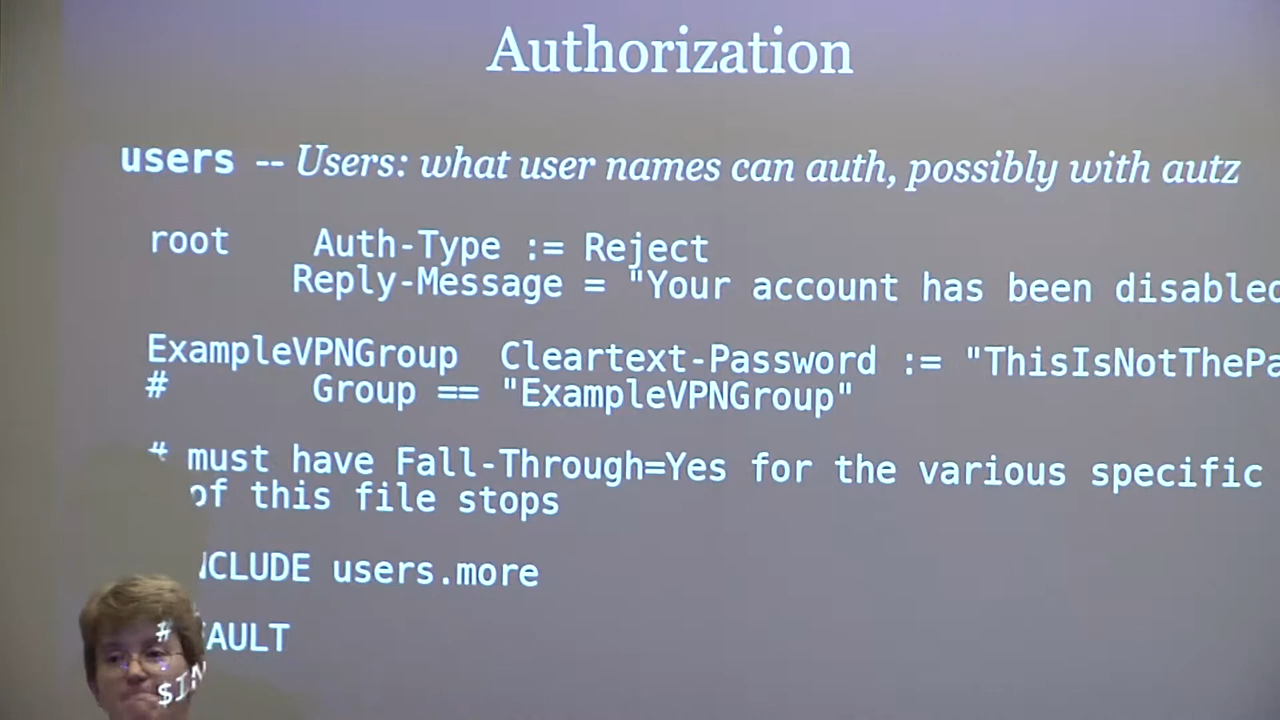 Authorization
users -- Users: what user names can auth, possibly with autz
root Auth-Type := Reject
Reply-Message = "Your account has been disabled
ExampleVPNGroup Cleartext-Password := "ThisIsNotThePa
# Group == "ExampleVPNGroup"
# must have Fall-Through=Yes for the various specific
# of this file stops
$INCLUDE users.more
AULT